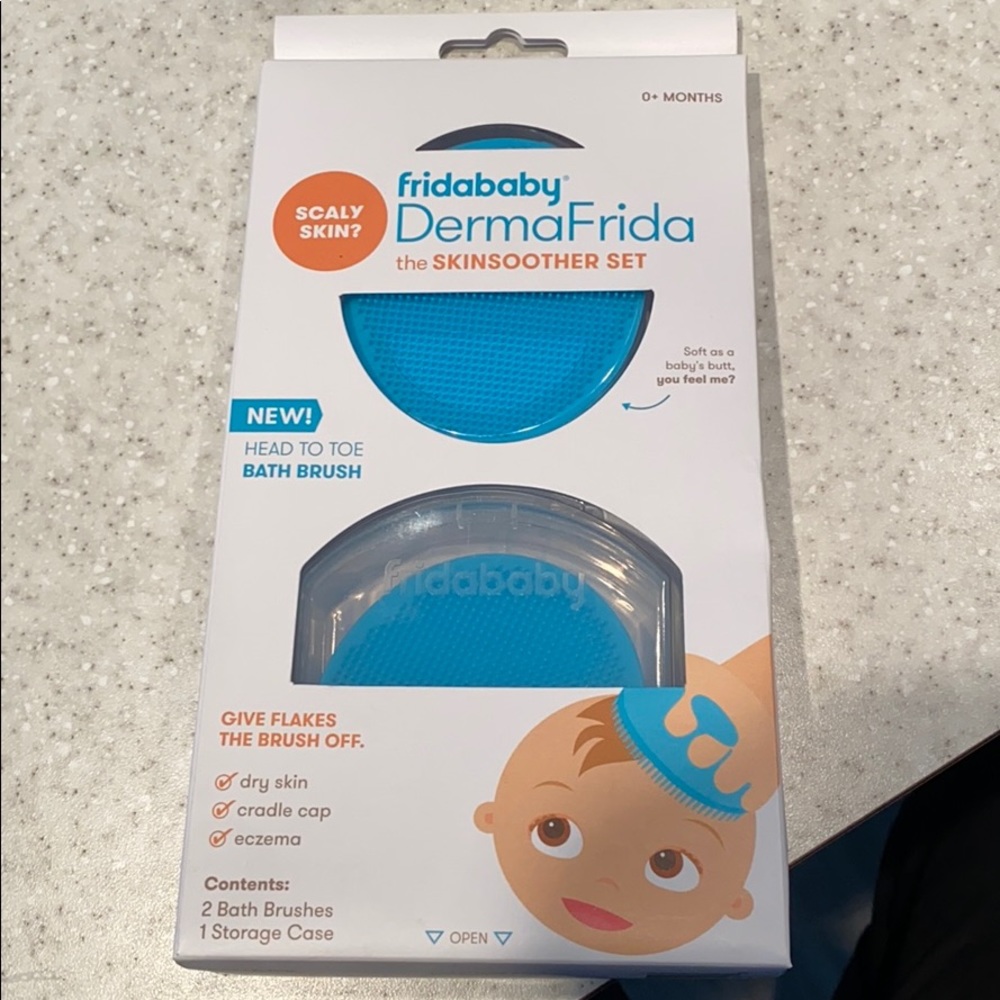 0+ MONTHS
SCALY
SKIN?
fridababy®
DermaFrida
the SKINSOOTHER SET
Soft as a
baby's butt,
you feel me?
NEW!
HEAD TO TOE
BATH BRUSH
fridababy
GIVE FLAKES
THE BRUSH OFF.
dry skin
cradle cap
eczema
Contents:
2 Bath Brushes
1 Storage Case
OPEN